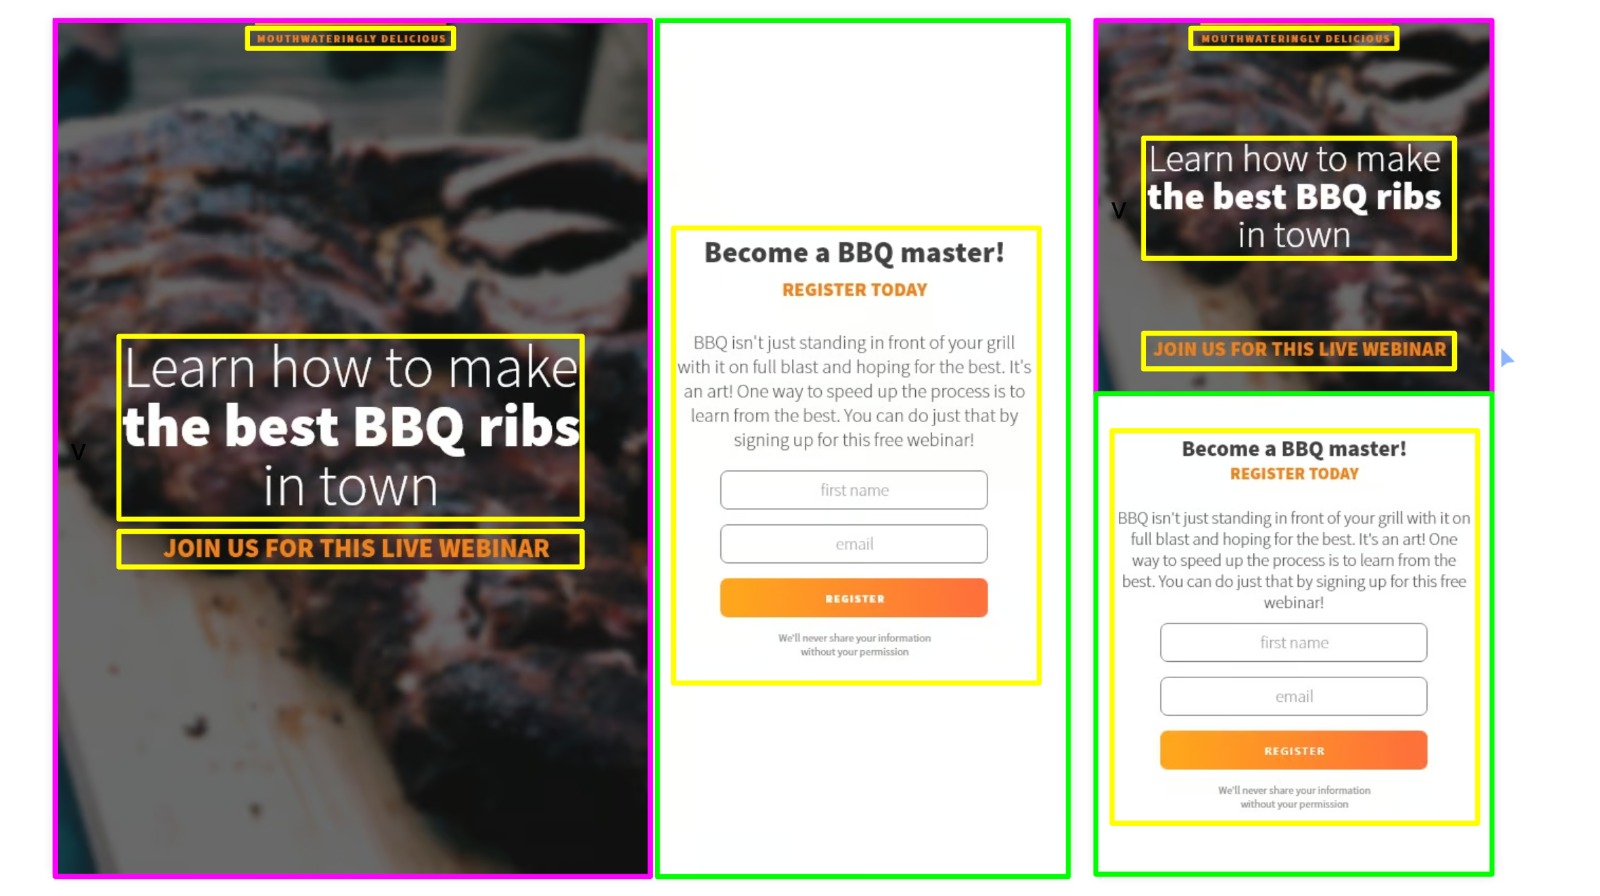 MOUTHWATERINGLY DELICIOUS
Learn how to make
the best BBQ ribs
in town
V
JOIN US FOR THIS LIVE WEBINAR
Become a BBQ master!
REGISTER TODAY
BBQ isn't just standing in front of your grill
with it on full blast and hoping for the best. It's
an art! One way to speed up the process is to
learn from the best. You can do just that by
signing up for this free webinar!
first name
email
REGISTER
We'll never share your information
without your permission
MOUTHWATERINGLY DELICIOUS
Learn how to make
the best BBQ ribs
V
in town
JOIN US FOR THIS LIVE WEBINAR
Become a BBQ master!
REGISTER TODAY
BBQ isn't just standing in front of your grill with it on
full blast and hoping for the best. It's an art! One
way to speed up the process is to learn from the
best. You can do just that by signing up for this free
webinar!
first name
email
REGISTER
We'll never share your information
without your permission